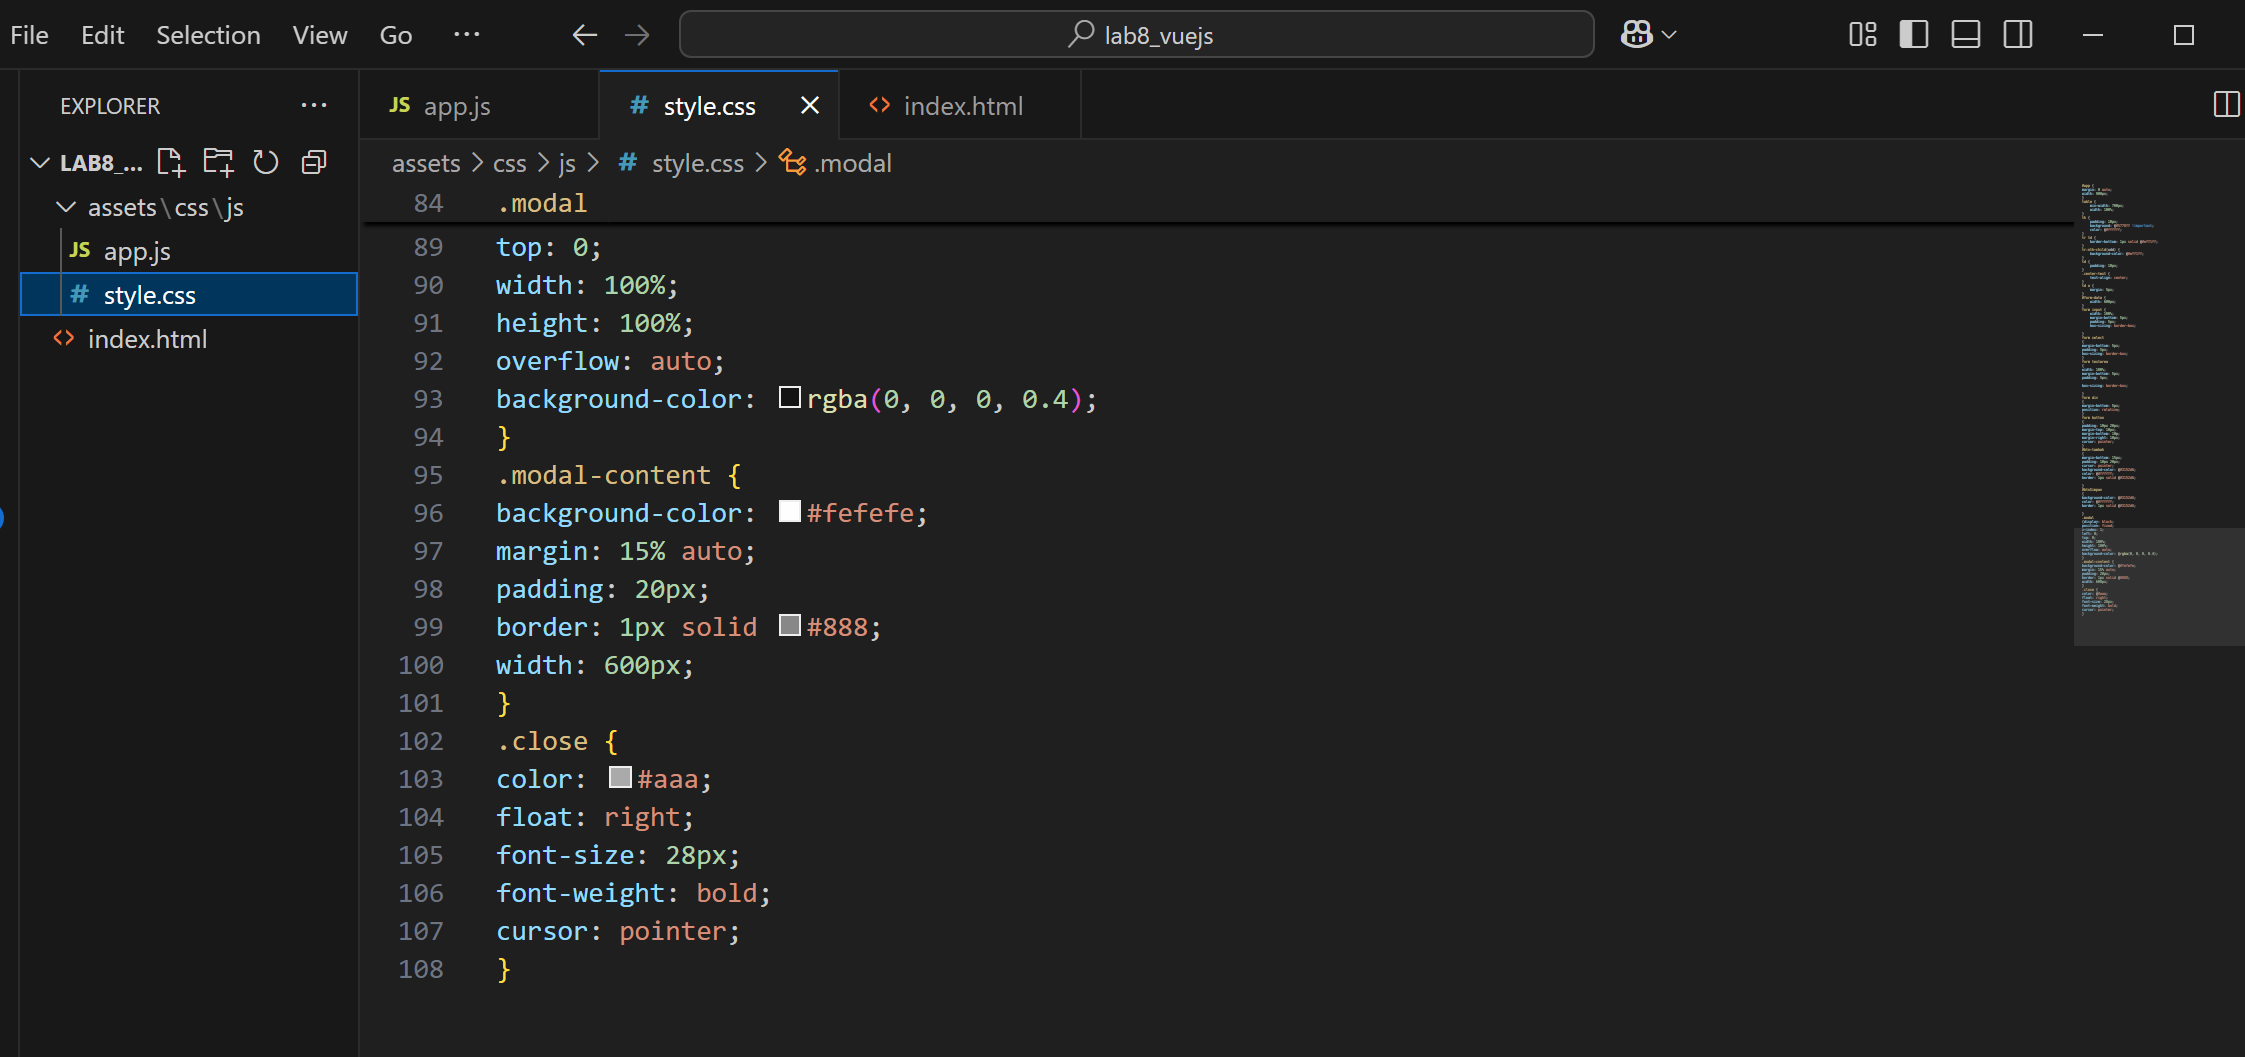 File Edit Selection View Go ···
lab8_vuejs
EXPLORER ···
LAB8_...
assets\css\js
JS app.js
# style.css
<> index.html
JS app.js
# style.css
<> index.html
assets > css > js > # style.css > .modal
84 .modal
89 top: 0;
90 width: 100%;
91 height: 100%;
92 overflow: auto;
93 background-color: rgba(0, 0, 0, 0.4);
94 }
95 .modal-content {
96 background-color: #fefefe;
97 margin: 15% auto;
98 padding: 20px;
99 border: 1px solid #888;
100 width: 600px;
101 }
102 .close {
103 color: #aaa;
104 float: right;
105 font-size: 28px;
106 font-weight: bold;
107 cursor: pointer;
108 }